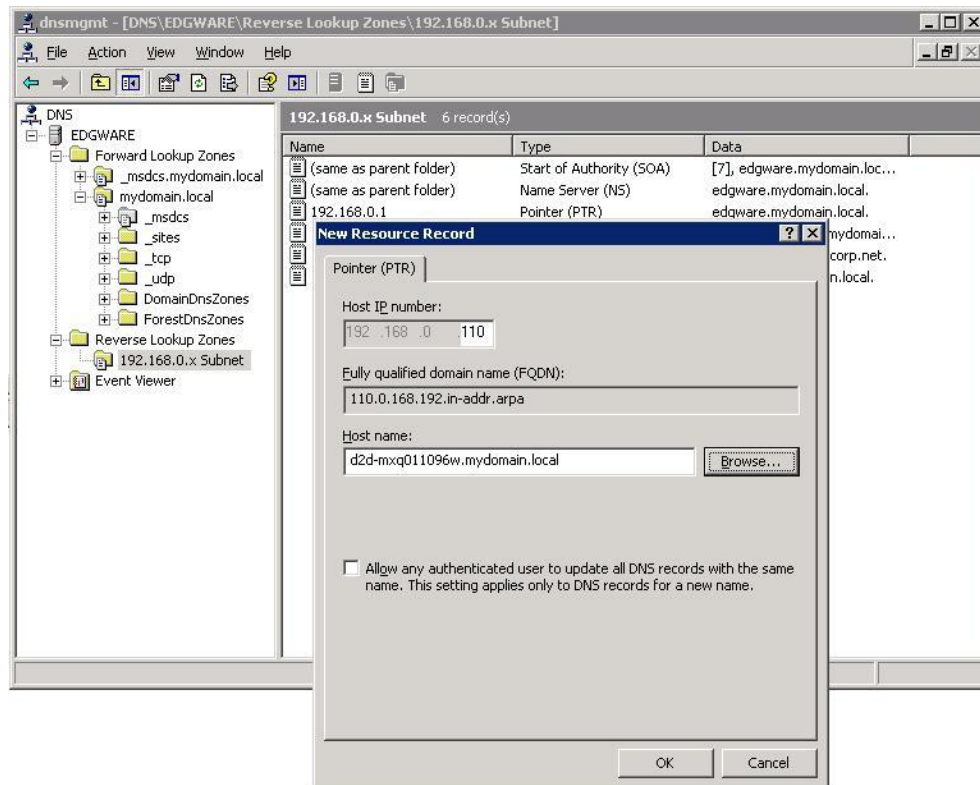 dnsmgmt - [DNS\EDGWARE\Reverse Lookup Zones\192.168.0.x Subnet]
File Action View Window Help
DNS
EDGWARE
Forward Lookup Zones
_msdcs.mydomain.local
mydomain.local
_msdcs
_sites
_tcp
_udp
DomainDnsZones
ForestDnsZones
Reverse Lookup Zones
192.168.0.x Subnet
Event Viewer
192.168.0.x Subnet 6 record(s)
Name Type Data
(same as parent folder) Start of Authority (SOA) [7], edgware.mydomain.loc...
(same as parent folder) Name Server (NS) edgware.mydomain.local.
192.168.0.1 Pointer (PTR) edgware.mydomain.local.
mydomai...
corp.net.
n.local.
New Resource Record
Pointer (PTR)
Host IP number:
192 .168 .0 .110
Fully qualified domain name (FQDN):
110.0.168.192.in-addr.arpa
Host name:
d2d-mxq011096w.mydomain.local
Browse...
Allow any authenticated user to update all DNS records with the same
name. This setting applies only to DNS records for a new name.
OK Cancel